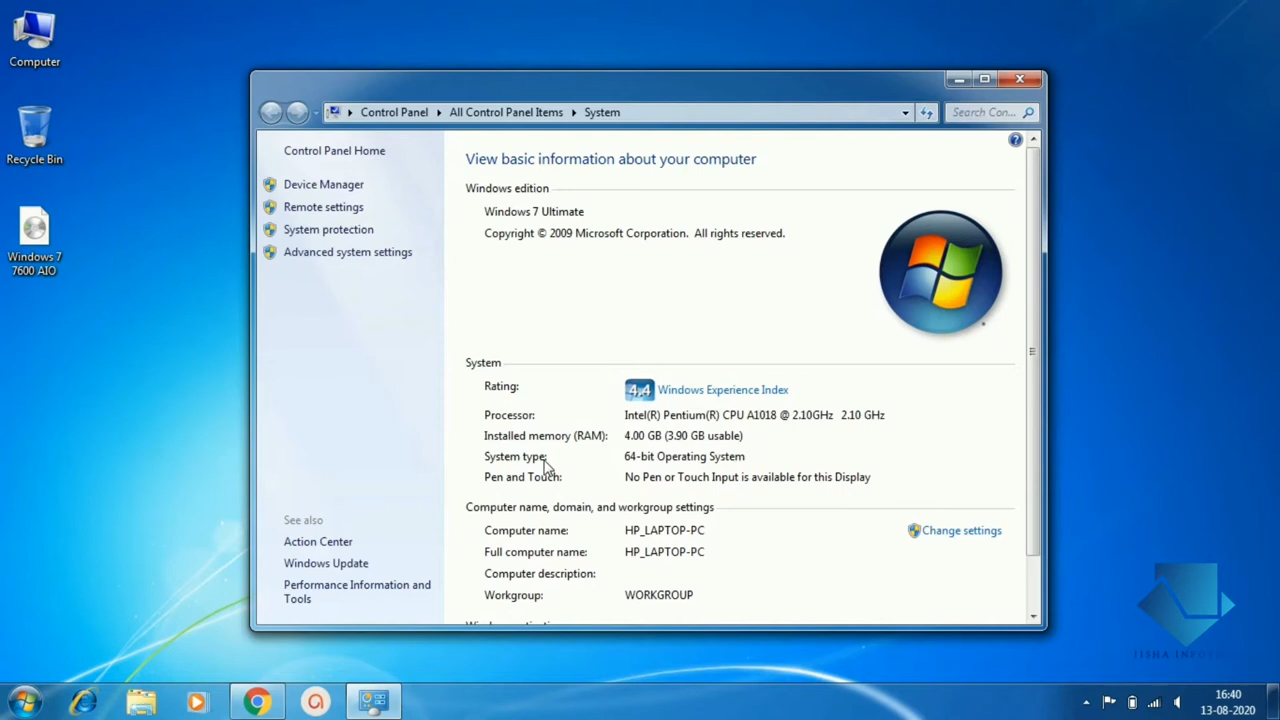 Computer
Recycle Bin
Windows 7
7600 AIO
Control Panel
All Control Panel Items
System
Search Con...
Control Panel Home
Device Manager
Remote settings
System protection
Advanced system settings
See also
Action Center
Windows Update
Performance Information and
Tools
View basic information about your computer
Windows edition
Windows 7 Ultimate
Copyright © 2009 Microsoft Corporation. All rights reserved.
System
Rating:
4,4 Windows Experience Index
Processor: Intel(R) Pentium(R) CPU A1018 @ 2.10GHz 2.10 GHz
Installed memory (RAM): 4.00 GB (3.90 GB usable)
System type: 64-bit Operating System
Pen and Touch: No Pen or Touch Input is available for this Display
Computer name, domain, and workgroup settings
Computer name: HP_LAPTOP-PC
Change settings
Full computer name: HP_LAPTOP-PC
Computer description:
Workgroup: WORKGROUP
16:40
13-08-2020